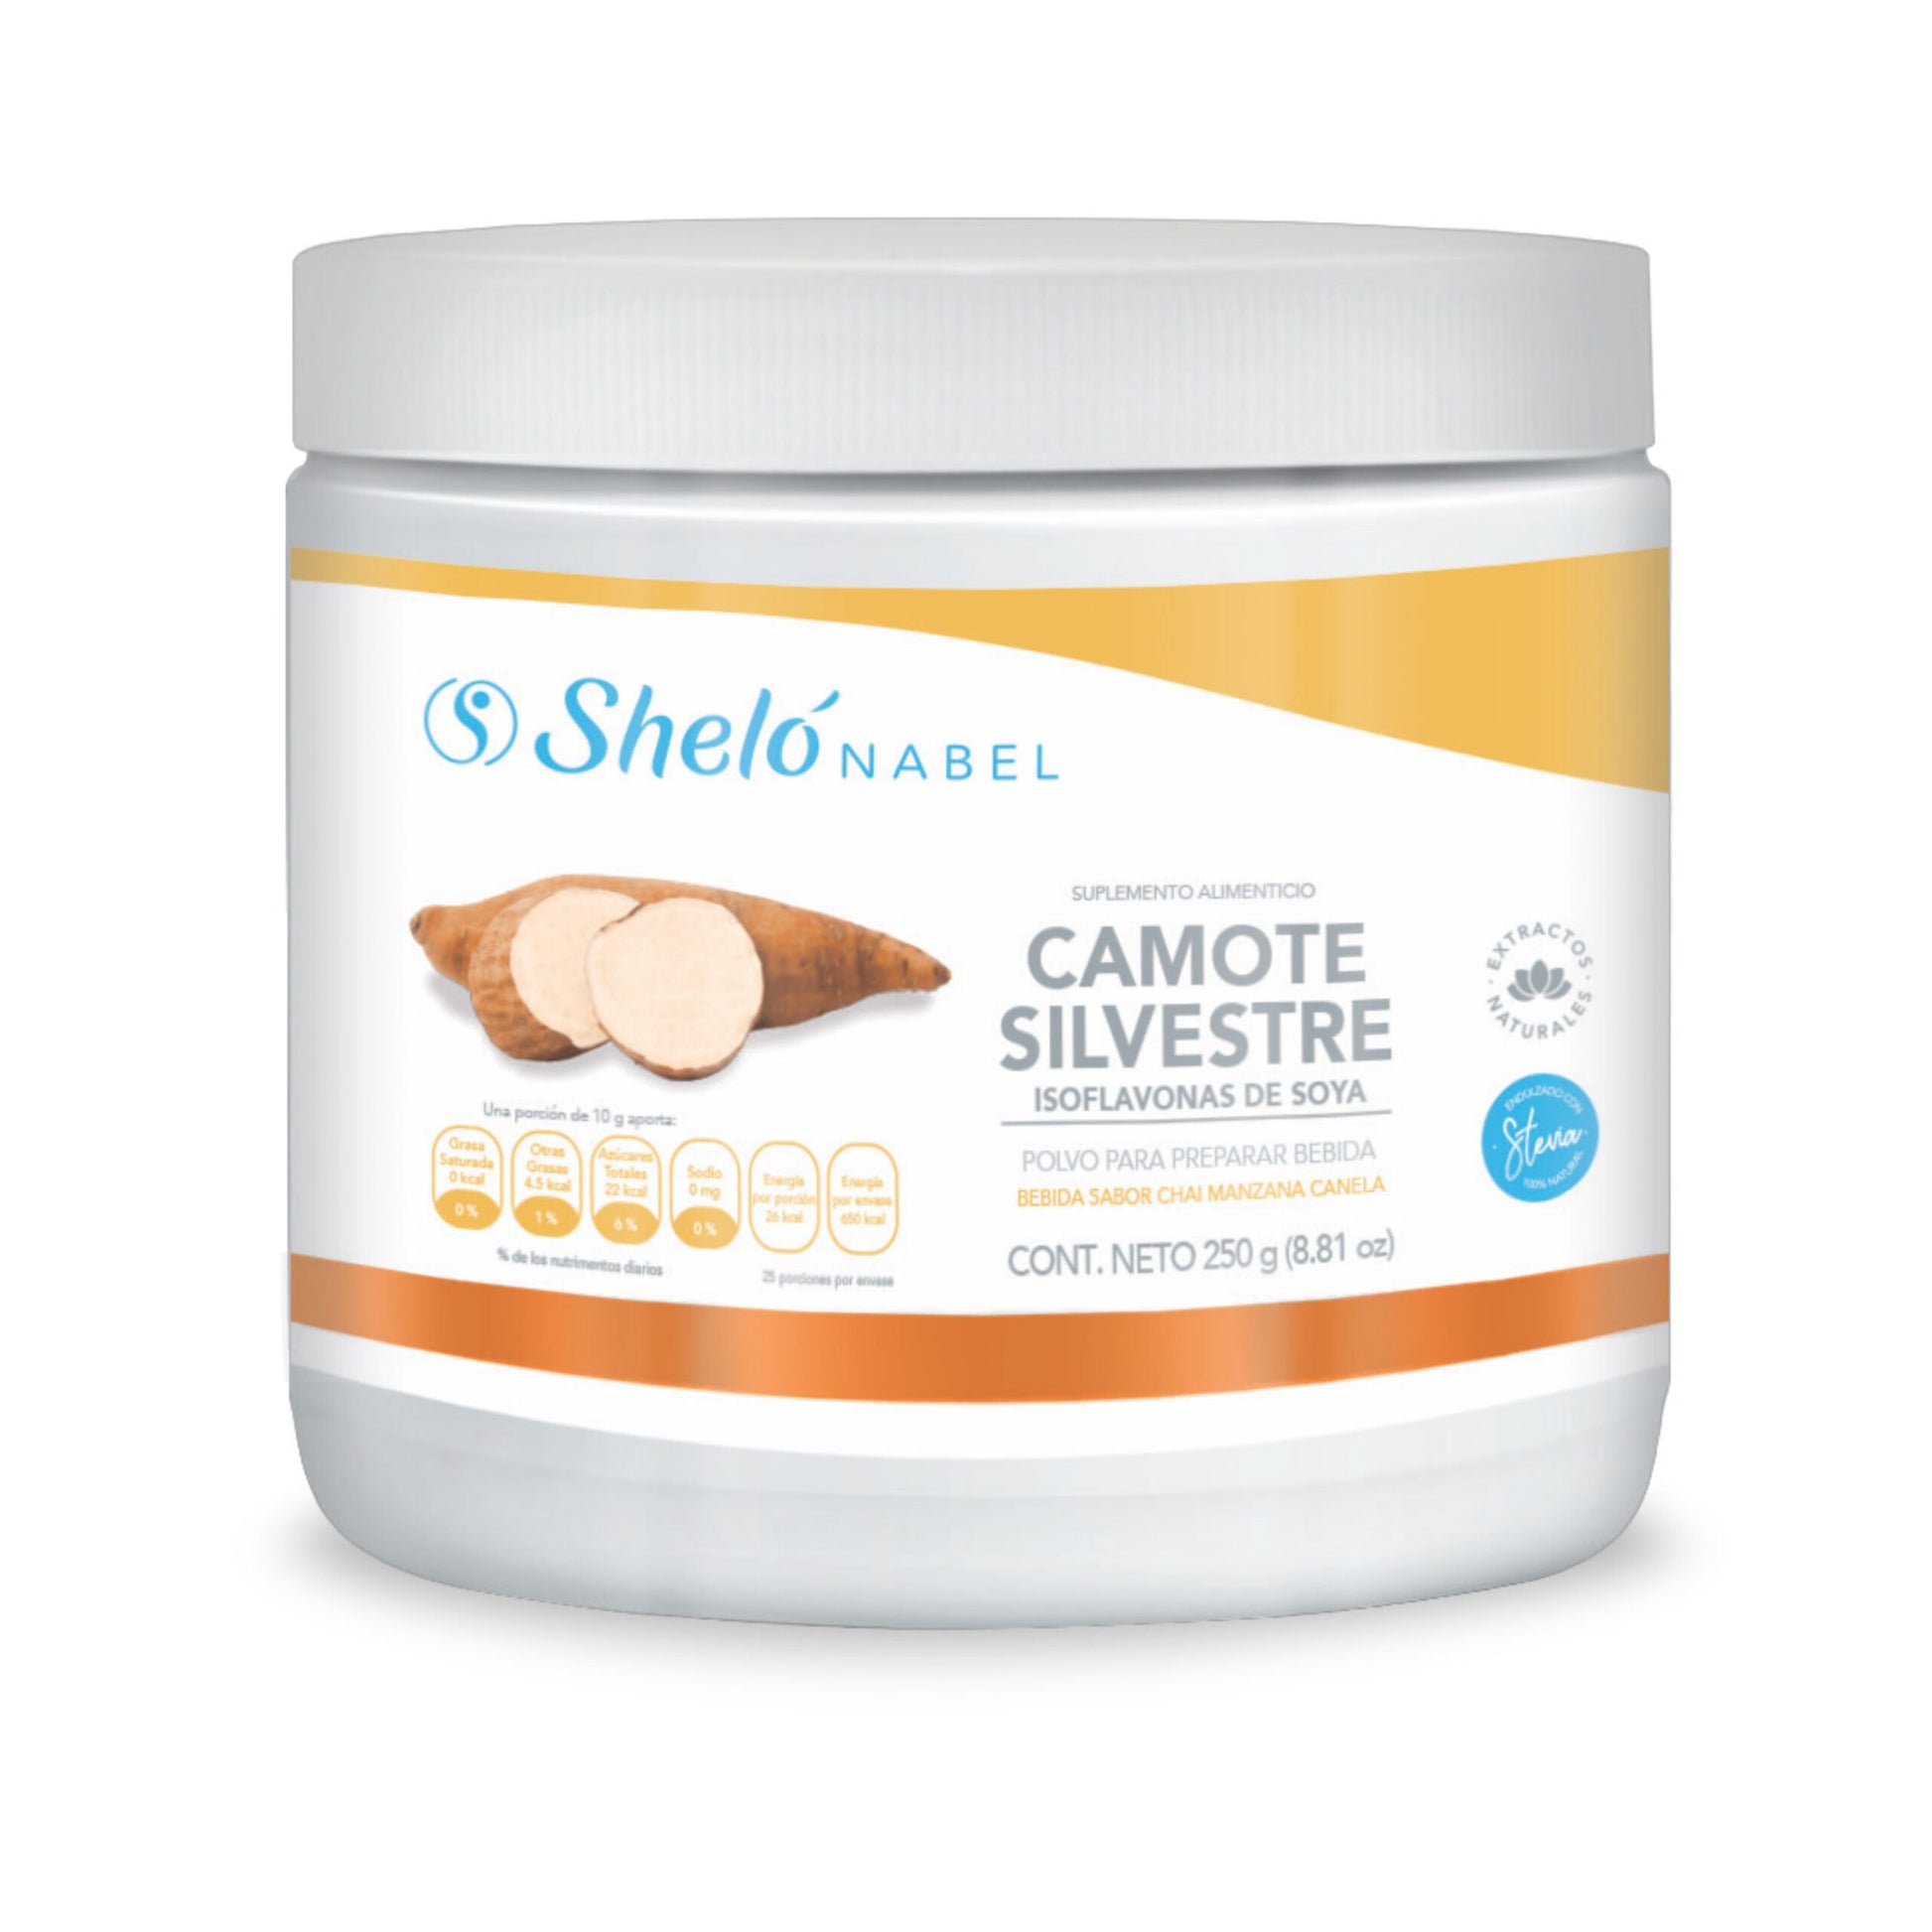 Sheló NABEL
SUPLEMENTO ALIMENTICIO
CAMOTE
SILVESTRE
ISOFLAVONAS DE SOYA
POLVO PARA PREPARAR BEBIDA
BEBIDA SABOR CHAI MANZANA CANELA
CONT. NETO 250 g (8.81 oz)
· EXTRACTOS ·
NATURALES
ENDULZADO CON
· Stevia ·
100% NATURAL
Una porción de 10 g aporta:
Grasa
Saturada
0 kcal
0 %
Otras
Grasas
4.5 kcal
1 %
Azúcares
Totales
22 kcal
6 %
Sodio
0 mg
0 %
Energía
por porción
26 kcal
Energía
por envase
650 kcal
% de los nutrimentos diarios
25 porciones por envase